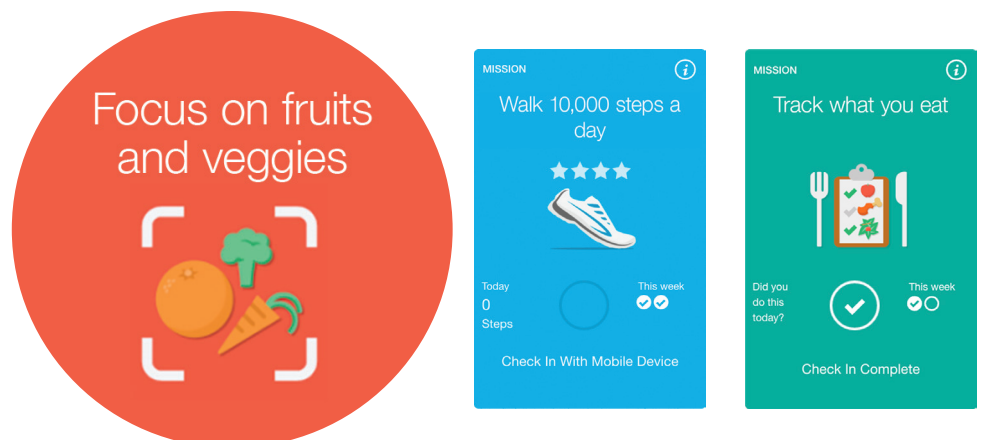 Focus on fruits
and veggies
MISSION
i
Walk 10,000 steps a
day
Today
0
Steps
This week
Check In With Mobile Device
MISSION
i
Track what you eat
Did you
do this
today?
This week
Check In Complete